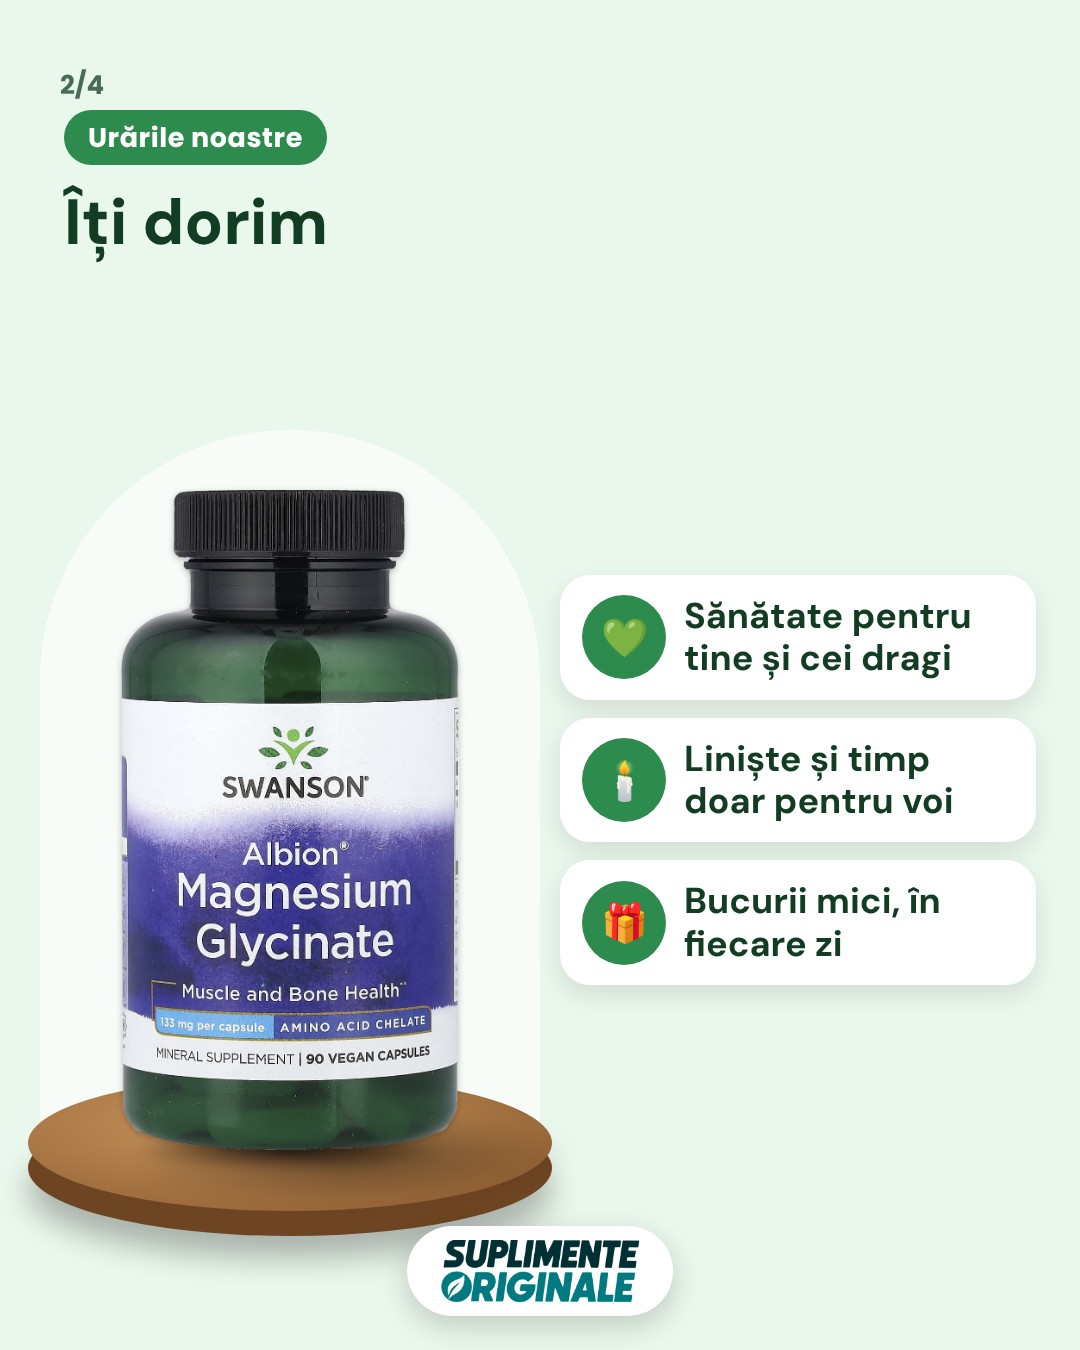 2/4
Urările noastre
Îți dorim
SWANSON®
Albion®
Magnesium
Glycinate
Muscle and Bone Health
133 mg per capsule AMINO ACID CHELATE
MINERAL SUPPLEMENT | 90 VEGAN CAPSULES
Sănătate pentru
tine și cei dragi
Liniște și timp
doar pentru voi
Bucurii mici, în
fiecare zi
SUPLIMENTE
ORIGINALE